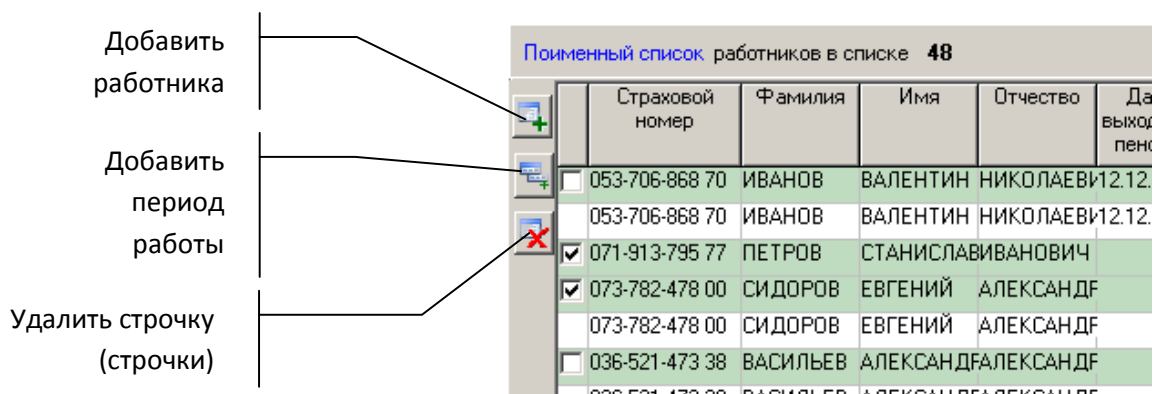 Добавить
работника
Добавить
период
работы
Удалить строчку
(строчки)
Поименный список работников в списке 48
Страховой Фамилия Имя Отчество Да
номер выход
пенс
053-706-868 70 ИВАНОВ ВАЛЕНТИН НИКОЛАЕВИ 12.12.
053-706-868 70 ИВАНОВ ВАЛЕНТИН НИКОЛАЕВИ 12.12.
071-913-795 77 ПЕТРОВ СТАНИСЛАВ ИВАНОВИЧ
073-782-478 00 СИДОРОВ ЕВГЕНИЙ АЛЕКСАНДР
073-782-478 00 СИДОРОВ ЕВГЕНИЙ АЛЕКСАНДР
036-521-473 38 ВАСИЛЬЕВ АЛЕКСАНДР АЛЕКСАНДР